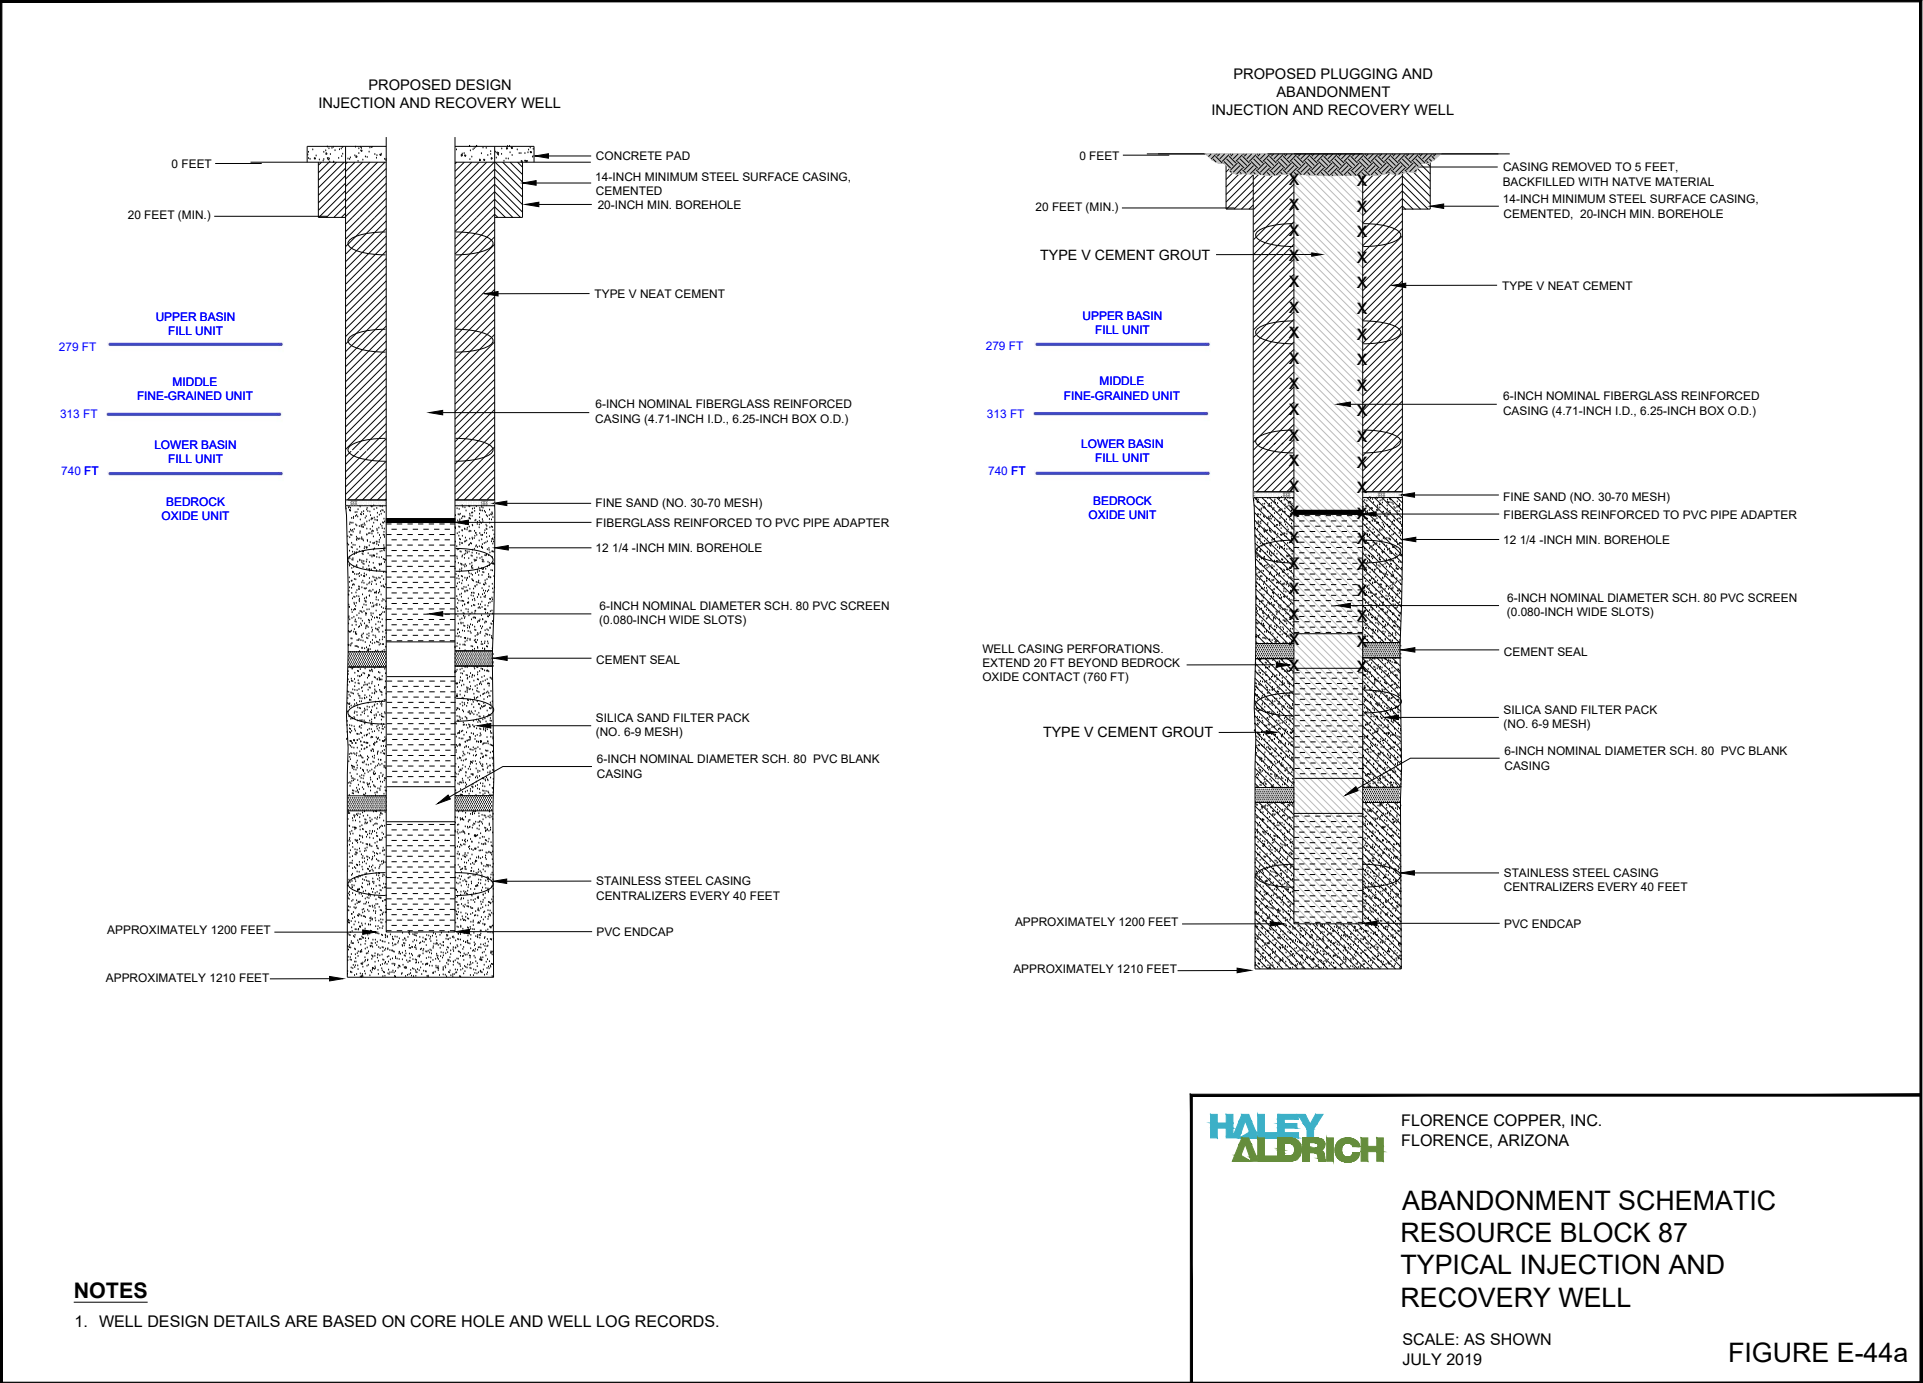 PROPOSED DESIGN
INJECTION AND RECOVERY WELL
0 FEET
20 FEET (MIN.)
CONCRETE PAD
14-INCH MINIMUM STEEL SURFACE CASING,
CEMENTED
20-INCH MIN. BOREHOLE
TYPE V NEAT CEMENT
UPPER BASIN
FILL UNIT
279 FT
MIDDLE
FINE-GRAINED UNIT
313 FT
LOWER BASIN
FILL UNIT
740 FT
BEDROCK
OXIDE UNIT
6-INCH NOMINAL FIBERGLASS REINFORCED
CASING (4.71-INCH I.D., 6.25-INCH BOX O.D.)
FINE SAND (NO. 30-70 MESH)
FIBERGLASS REINFORCED TO PVC PIPE ADAPTER
12 1/4 -INCH MIN. BOREHOLE
6-INCH NOMINAL DIAMETER SCH. 80 PVC SCREEN
(0.080-INCH WIDE SLOTS)
CEMENT SEAL
SILICA SAND FILTER PACK
(NO. 6-9 MESH)
6-INCH NOMINAL DIAMETER SCH. 80 PVC BLANK
CASING
STAINLESS STEEL CASING
CENTRALIZERS EVERY 40 FEET
APPROXIMATELY 1200 FEET
PVC ENDCAP
APPROXIMATELY 1210 FEET
PROPOSED PLUGGING AND
ABANDONMENT
INJECTION AND RECOVERY WELL
0 FEET
20 FEET (MIN.)
CASING REMOVED TO 5 FEET,
BACKFILLED WITH NATVE MATERIAL
14-INCH MINIMUM STEEL SURFACE CASING,
CEMENTED, 20-INCH MIN. BOREHOLE
TYPE V CEMENT GROUT
TYPE V NEAT CEMENT
UPPER BASIN
FILL UNIT
279 FT
MIDDLE
FINE-GRAINED UNIT
313 FT
LOWER BASIN
FILL UNIT
740 FT
BEDROCK
OXIDE UNIT
6-INCH NOMINAL FIBERGLASS REINFORCED
CASING (4.71-INCH I.D., 6.25-INCH BOX O.D.)
FINE SAND (NO. 30-70 MESH)
FIBERGLASS REINFORCED TO PVC PIPE ADAPTER
12 1/4 -INCH MIN. BOREHOLE
6-INCH NOMINAL DIAMETER SCH. 80 PVC SCREEN
(0.080-INCH WIDE SLOTS)
WELL CASING PERFORATIONS.
EXTEND 20 FT BEYOND BEDROCK
OXIDE CONTACT (760 FT)
CEMENT SEAL
TYPE V CEMENT GROUT
SILICA SAND FILTER PACK
(NO. 6-9 MESH)
6-INCH NOMINAL DIAMETER SCH. 80 PVC BLANK
CASING
STAINLESS STEEL CASING
CENTRALIZERS EVERY 40 FEET
APPROXIMATELY 1200 FEET
PVC ENDCAP
APPROXIMATELY 1210 FEET
NOTES
1. WELL DESIGN DETAILS ARE BASED ON CORE HOLE AND WELL LOG RECORDS.
HALEY
ALDRICH
FLORENCE COPPER, INC.
FLORENCE, ARIZONA
ABANDONMENT SCHEMATIC
RESOURCE BLOCK 87
TYPICAL INJECTION AND
RECOVERY WELL
SCALE: AS SHOWN
JULY 2019
FIGURE E-44a